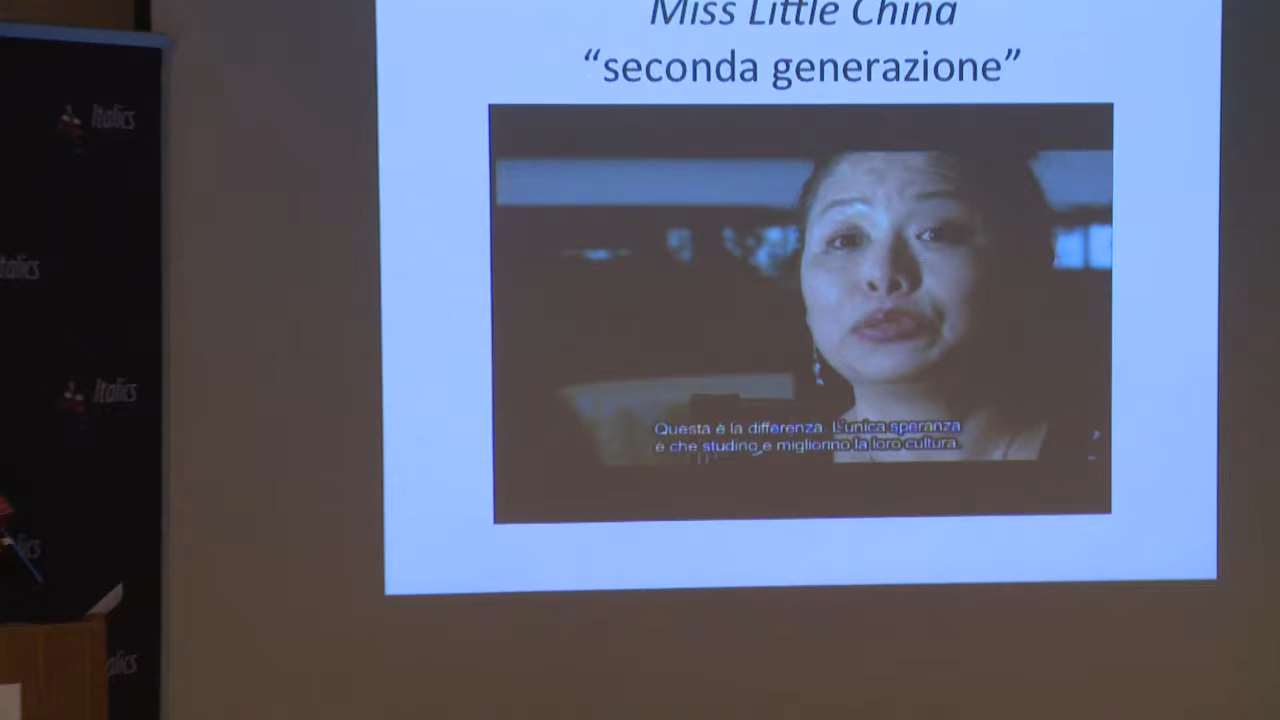 Miss Little China
“seconda generazione”
Italics
Italics
Italics
Questa è la differenza. L'unica speranza
è che studino e migliorino la loro cultura.